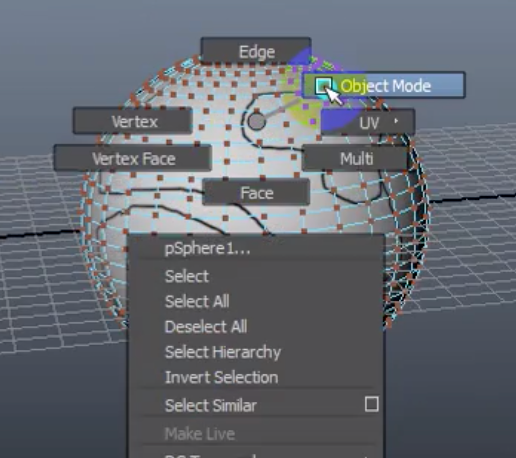 Edge
Object Mode
Vertex
UV
Vertex Face
Multi
Face
pSphere1...
Select
Select All
Deselect All
Select Hierarchy
Invert Selection
Select Similar
Make Live